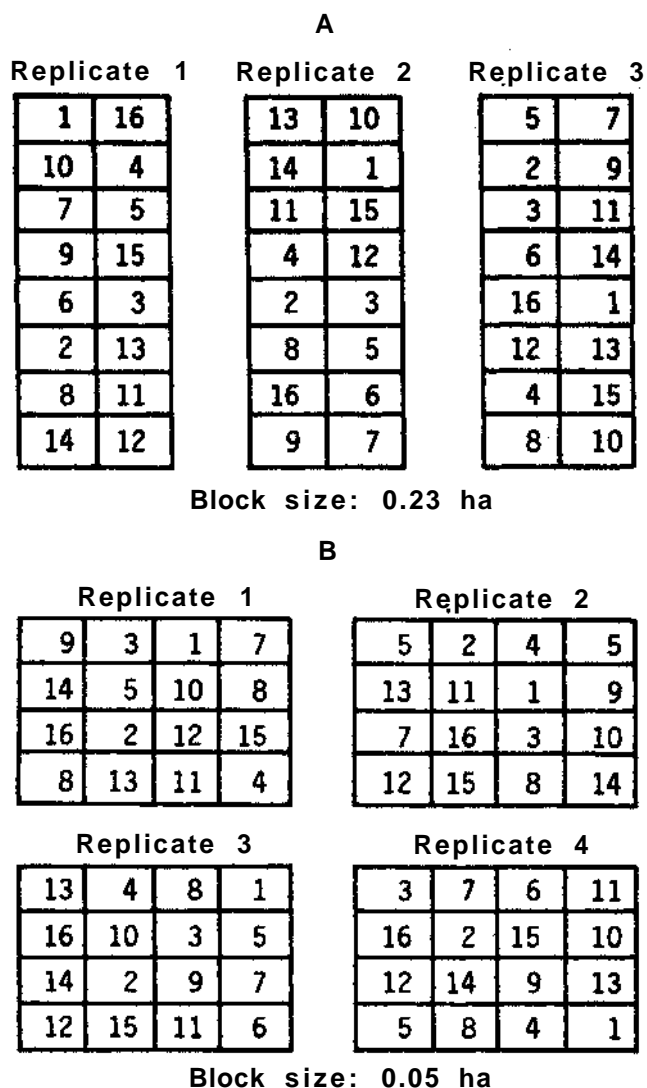 A
Replicate 1 Replicate 2 Replicate 3
1 16 13 10 5 7
10 4 14 1 2 9
7 5 11 15 3 11
9 15 4 12 6 14
6 3 2 3 16 1
2 13 8 5 12 13
8 11 16 6 4 15
14 12 9 7 8 10
Block size: 0.23 ha
B
Replicate 1 Replicate 2
9 3 1 7 5 2 4 5
14 5 10 8 13 11 1 9
16 2 12 15 7 16 3 10
8 13 11 4 12 15 8 14
Replicate 3 Replicate 4
13 4 8 1 3 7 6 11
16 10 3 5 16 2 15 10
14 2 9 7 12 14 9 13
12 15 11 6 5 8 4 1
Block size: 0.05 ha